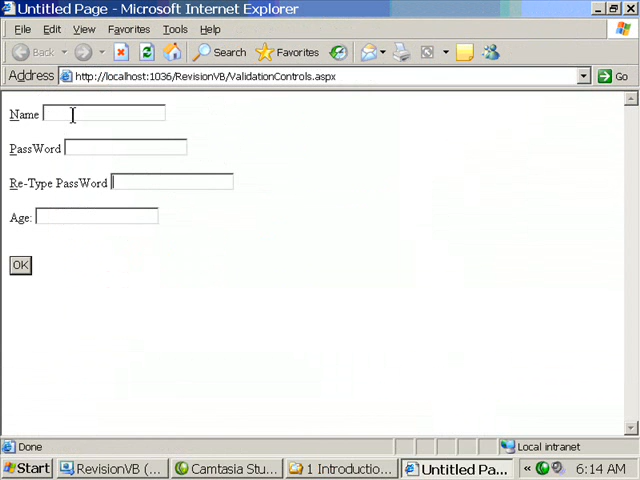 Untitled Page - Microsoft Internet Explorer
File Edit View Favorites Tools Help
Back Search Favorites
Address http://localhost:1036/RevisionVB/ValidationControls.aspx Go
Name
PassWord
Re-Type PassWord
Age:
OK
Done Local intranet
Start RevisionVB (... Camtasia Stu... 1 Introductio... Untitled Pa... « 6:14 AM